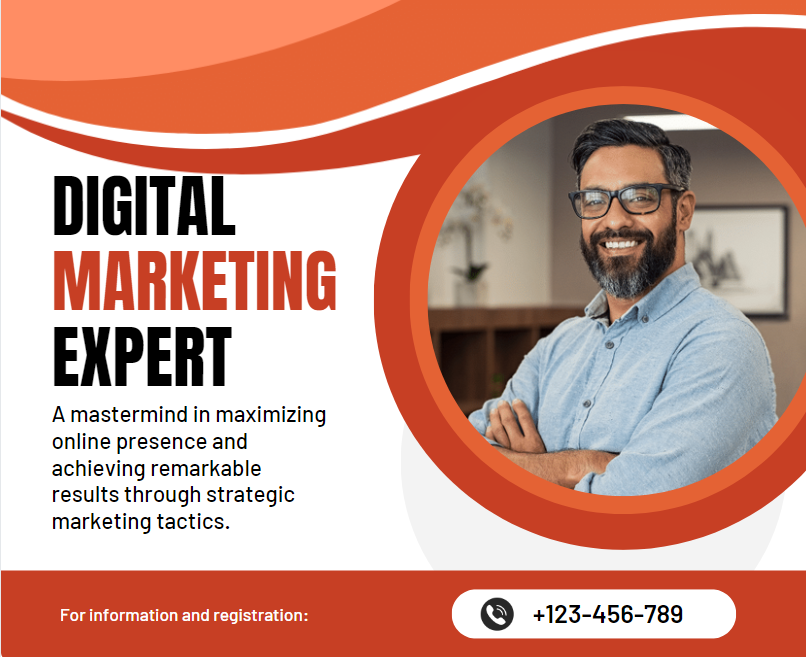 DIGITAL
MARKETING
EXPERT
A mastermind in maximizing
online presence and
achieving remarkable
results through strategic
marketing tactics.
For information and registration:
+123-456-789